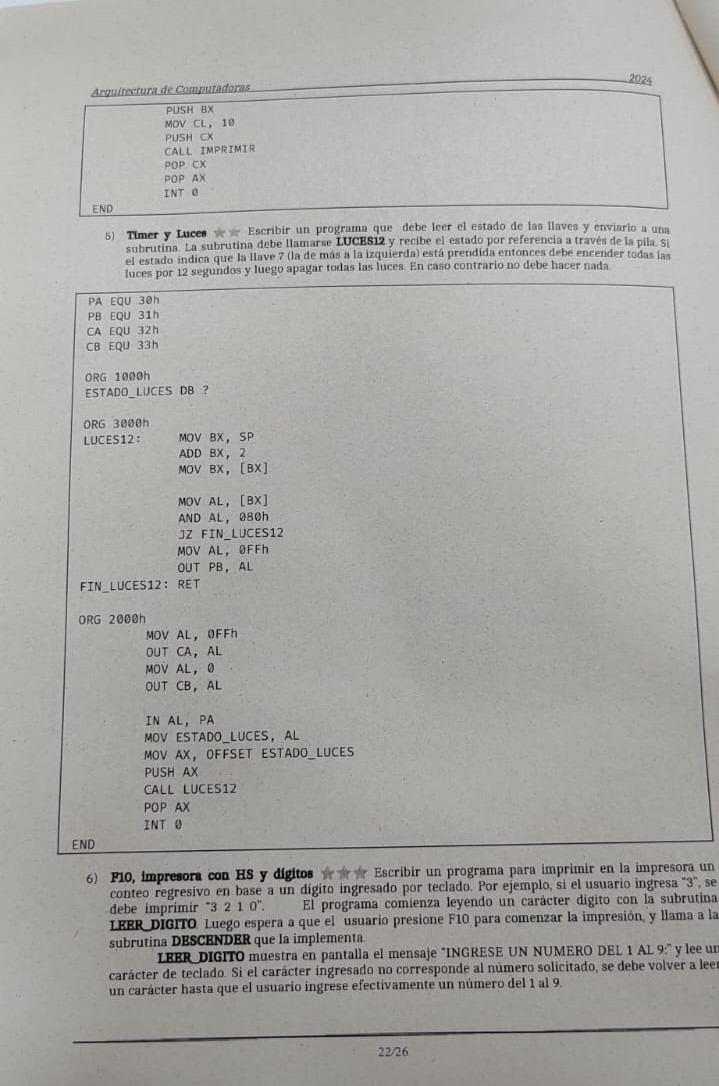 Arquitectura de Computadoras 2024
PUSH BX
MOV CL, 10
PUSH CX
CALL IMPRIMIR
POP CX
POP AX
INT 0
END
5) Timer y Luces ☆☆ Escribir un programa que debe leer el estado de las llaves y enviarlo a una
subrutina. La subrutina debe llamarse LUCES12 y recibe el estado por referencia a través de la pila. Si
el estado indica que la llave 7 (la de más a la izquierda) está prendida entonces debe encender todas las
luces por 12 segundos y luego apagar todas las luces. En caso contrario no debe hacer nada.
PA EQU 30h
PB EQU 31h
CA EQU 32h
CB EQU 33h
ORG 1000h
ESTADO_LUCES DB ?
ORG 3000h
LUCES12: MOV BX, SP
ADD BX, 2
MOV BX, [BX]
MOV AL, [BX]
AND AL, 080h
JZ FIN_LUCES12
MOV AL, 0FFh
OUT PB, AL
FIN_LUCES12: RET
ORG 2000h
MOV AL, 0FFh
OUT CA, AL
MOV AL, 0
OUT CB, AL
IN AL, PA
MOV ESTADO_LUCES, AL
MOV AX, OFFSET ESTADO_LUCES
PUSH AX
CALL LUCES12
POP AX
INT 0
END
6) F10, impresora con HS y dígitos ☆☆☆ Escribir un programa para imprimir en la impresora un
conteo regresivo en base a un dígito ingresado por teclado. Por ejemplo, si el usuario ingresa "3", se
debe imprimir "3 2 1 0". El programa comienza leyendo un carácter dígito con la subrutina
LEER_DIGITO. Luego espera a que el usuario presione F10 para comenzar la impresión, y llama a la
subrutina DESCENDER que la implementa.
LEER_DIGITO muestra en pantalla el mensaje "INGRESE UN NUMERO DEL 1 AL 9:" y lee un
carácter de teclado. Si el carácter ingresado no corresponde al número solicitado, se debe volver a leer
un carácter hasta que el usuario ingrese efectivamente un número del 1 al 9.
22/26